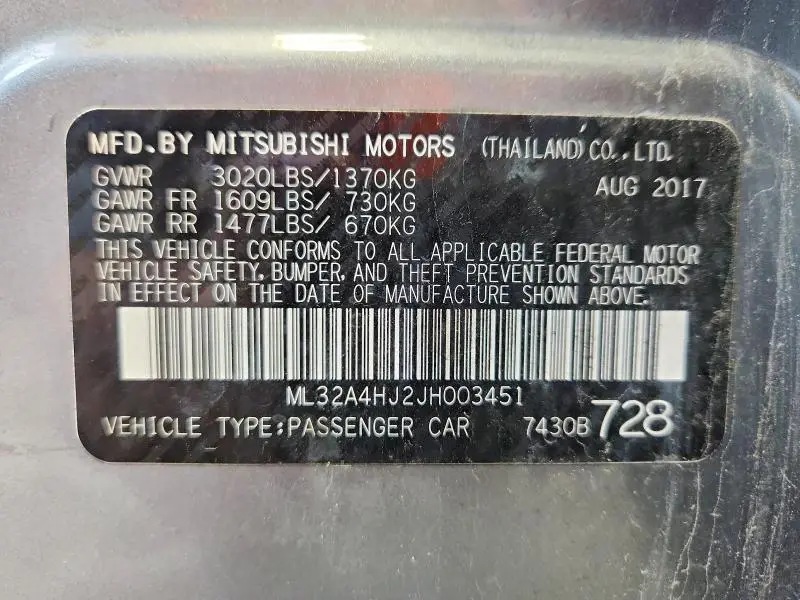 MFD.BY MITSUBISHI MOTORS (THAILAND)CO.,LTD.
GVWR 3020LBS/1370KG AUG 2017
GAWR FR 1609LBS/ 730KG
GAWR RR 1477LBS/ 670KG
THIS VEHICLE CONFORMS TO ALL APPLICABLE FEDERAL MOTOR
VEHICLE SAFETY, BUMPER, AND THEFT PREVENTION STANDARDS
IN EFFECT ON THE DATE OF MANUFACTURE SHOWN ABOVE.
ML32A4HJ2JH003451
VEHICLE TYPE:PASSENGER CAR 7430B 728